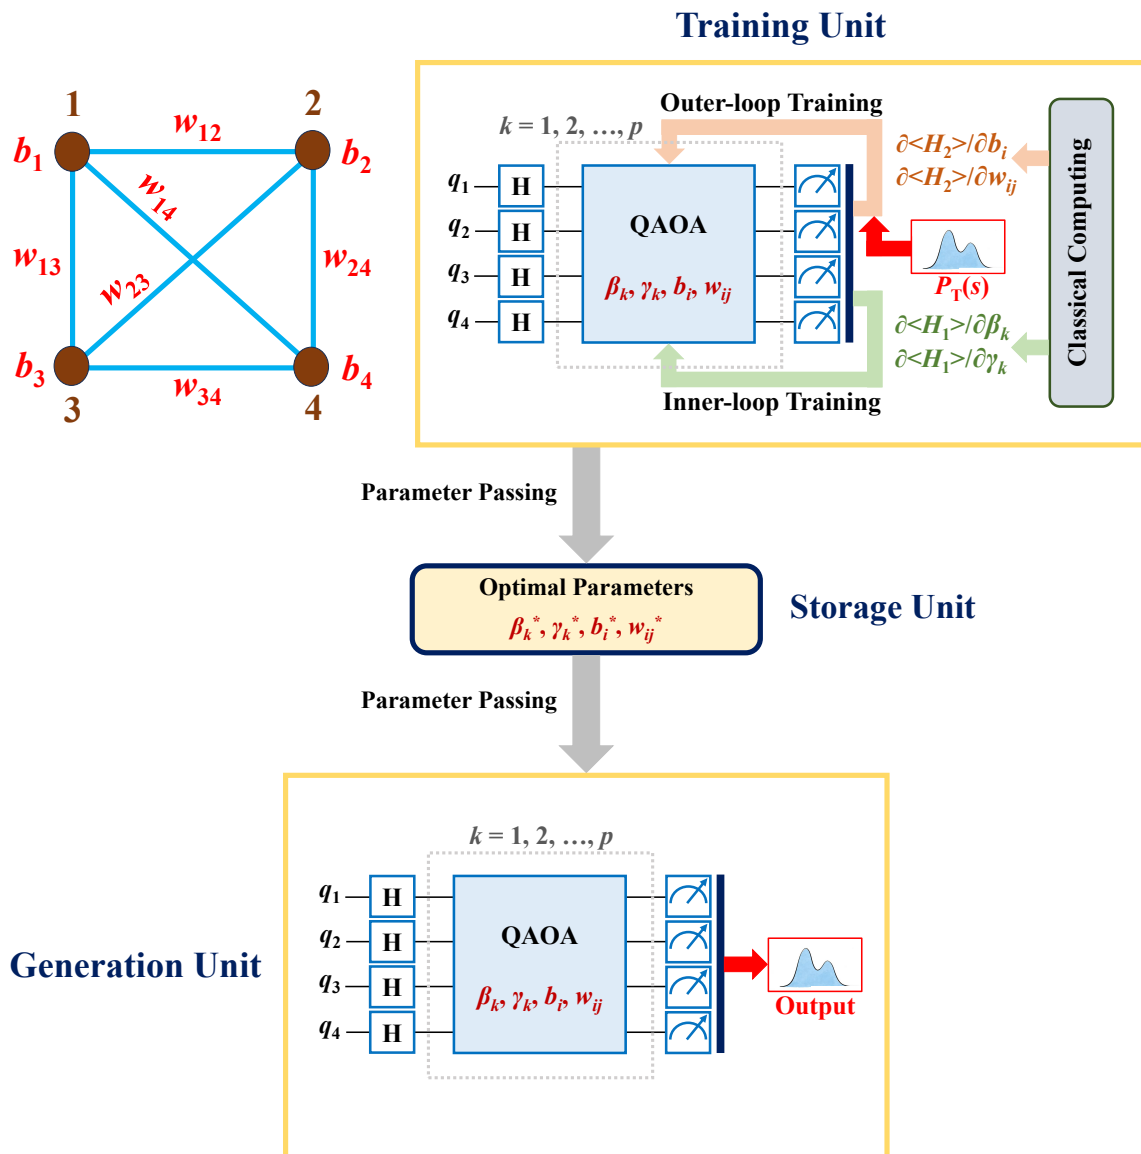 Training Unit
1
2
w12
b1
b2
w14
w13
w23
w24
b3
b4
w34
3
4
Outer-loop Training
k = 1, 2, …, p
q1
H
q2
H
q3
H
q4
H
QAOA
βk, γk, bi, wij
∂<H2>/∂bi
∂<H2>/∂wij
PT(s)
∂<H1>/∂βk
∂<H1>/∂γk
Classical Computing
Inner-loop Training
Parameter Passing
Optimal Parameters
βk*, γk*, bi*, wij*
Storage Unit
Parameter Passing
k = 1, 2, …, p
q1
H
q2
H
q3
H
q4
H
QAOA
βk, γk, bi, wij
Generation Unit
Output